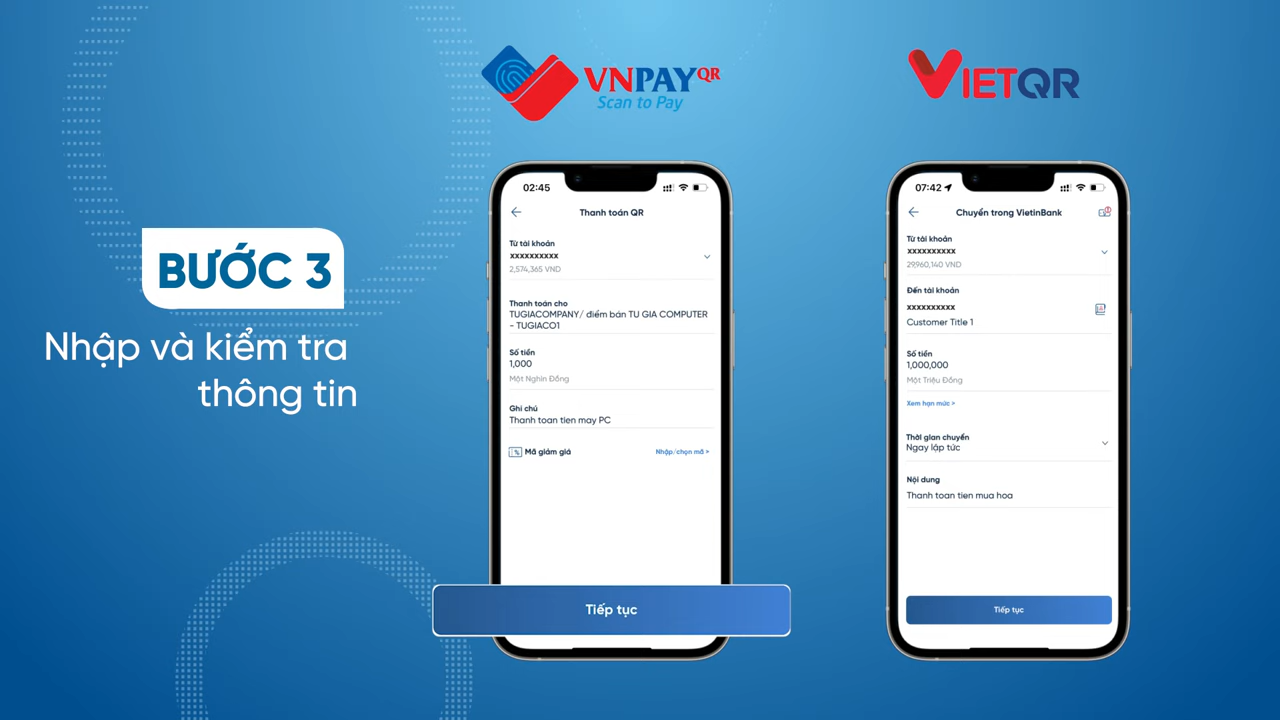 BƯỚC 3
Nhập và kiểm tra
thông tin
VNPAYQR
Scan to Pay
02:45
Thanh toán QR
Từ tài khoản
xxxxxxxxxx
2,574,365 VND
Thanh toán cho
TUGIACOMPANY/ điểm bán TU GIA COMPUTER
- TUGIACO1
Số tiền
1,000
Một Nghìn Đồng
Ghi chú
Thanh toan tien may PC
Mã giảm giá
Nhập/chọn mã >
Tiếp tục
VIETQR
07:42
Chuyển trong VietinBank
Từ tài khoản
xxxxxxxxxx
29,960,140 VND
Đến tài khoản
xxxxxxxxxx
Customer Title 1
Số tiền
1,000,000
Một Triệu Đồng
Xem hạn mức >
Thời gian chuyển
Ngay lập tức
Nội dung
Thanh toan tien mua hoa
Tiếp tục